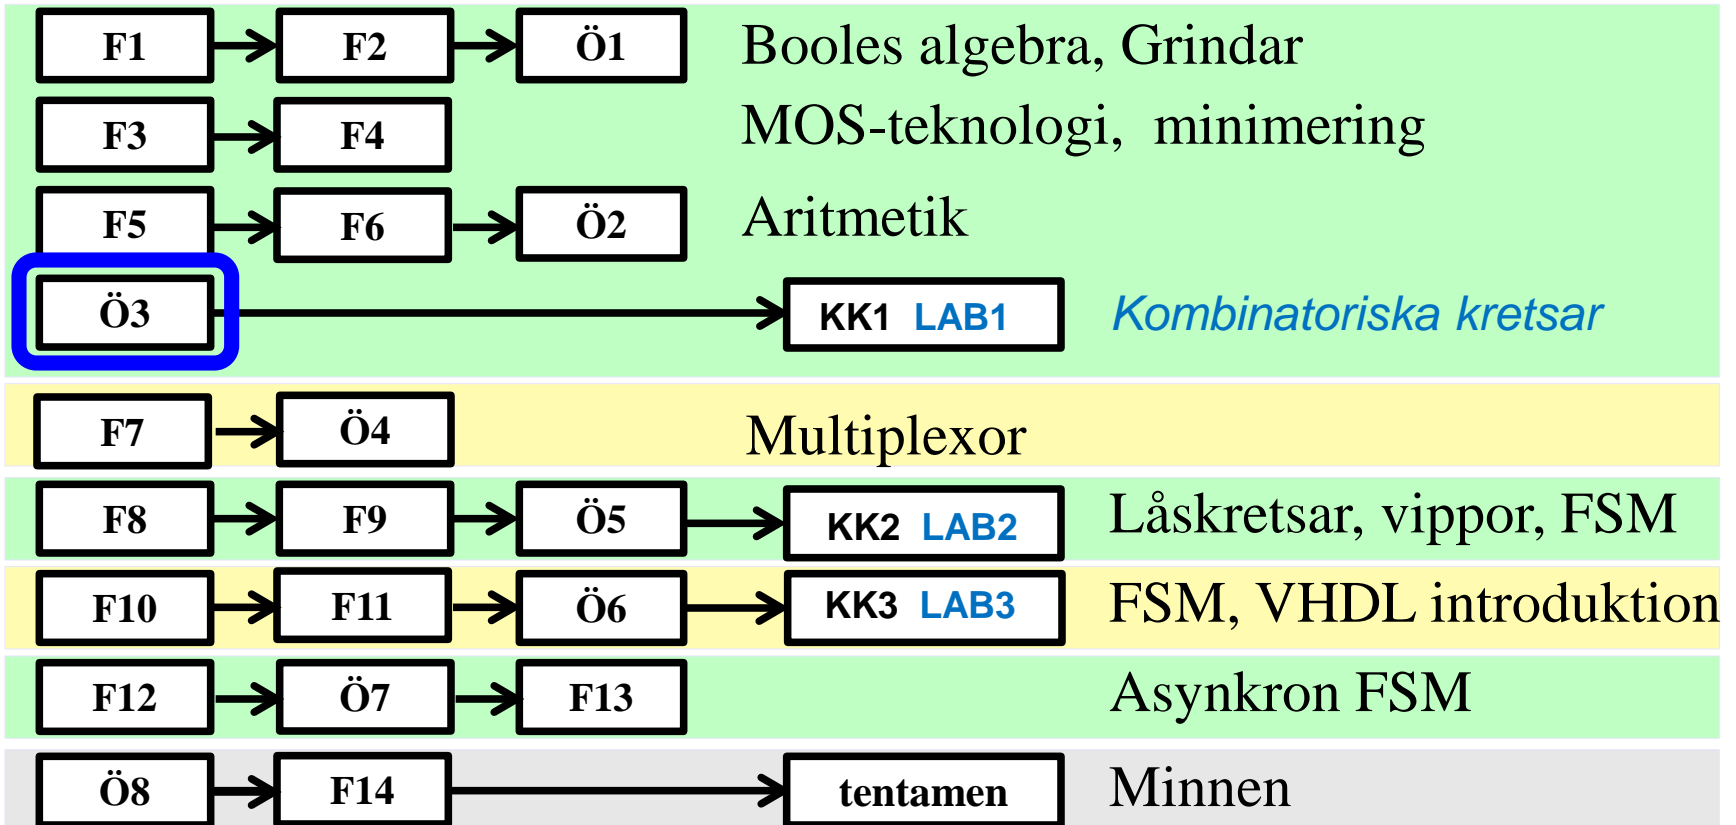 F1 F2 Ö1 Booles algebra, Grindar
F3 F4 MOS-teknologi, minimering
F5 F6 Ö2 Aritmetik
Ö3 KK1 LAB1 Kombinatoriska kretsar
F7 Ö4 Multiplexor
F8 F9 Ö5 KK2 LAB2 Låskretsar, vippor, FSM
F10 F11 Ö6 KK3 LAB3 FSM, VHDL introduktion
F12 Ö7 F13 Asynkron FSM
Ö8 F14 tentamen Minnen